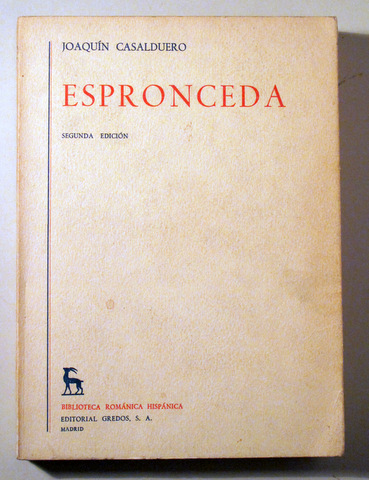 JOAQUÍN CASALDUERO
ESPRONCEDA
SEGUNDA EDICIÓN
BIBLIOTECA ROMÁNICA HISPÁNICA
EDITORIAL GREDOS, S. A.
MADRID